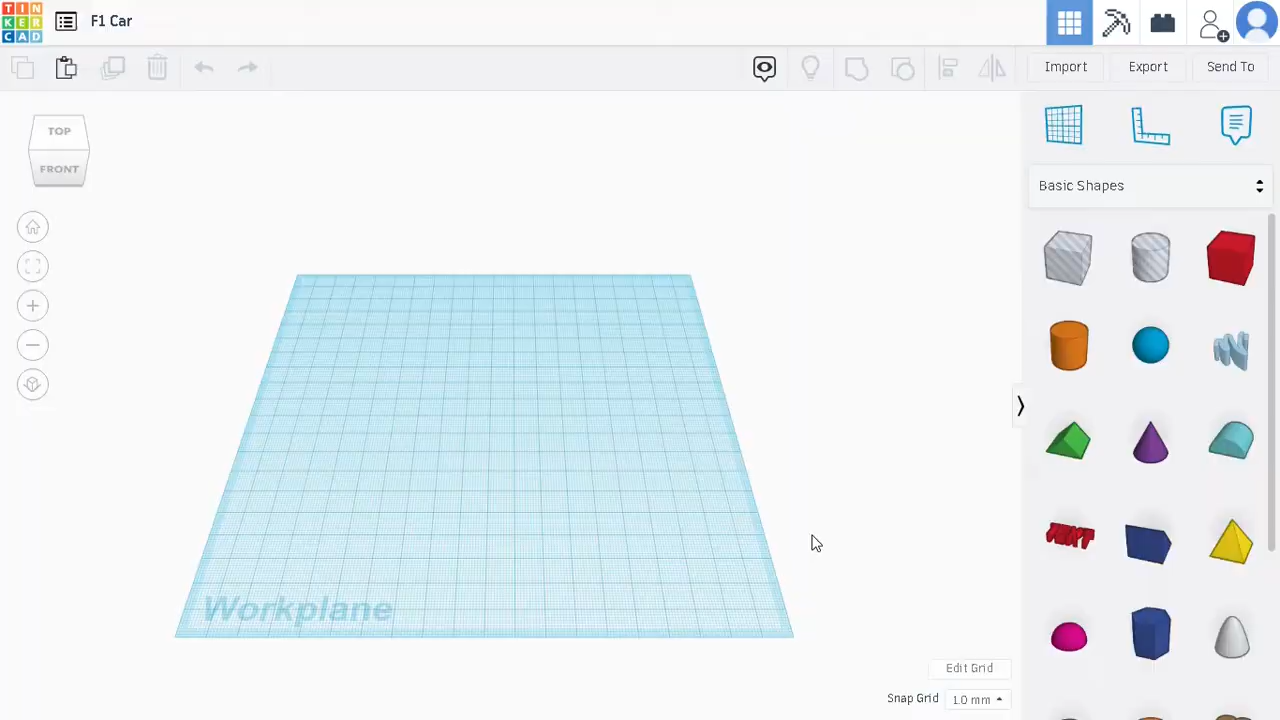 TIN
KER
CAD
F1 Car
Import
Export
Send To
TOP
FRONT
Basic Shapes
TEXT
Workplane
Edit Grid
Snap Grid
1.0 mm